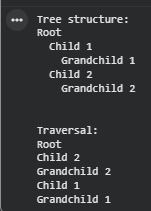 Tree structure:
Root
  Child 1
    Grandchild 1
  Child 2
    Grandchild 2

Traversal:
Root
Child 2
Grandchild 2
Child 1
Grandchild 1